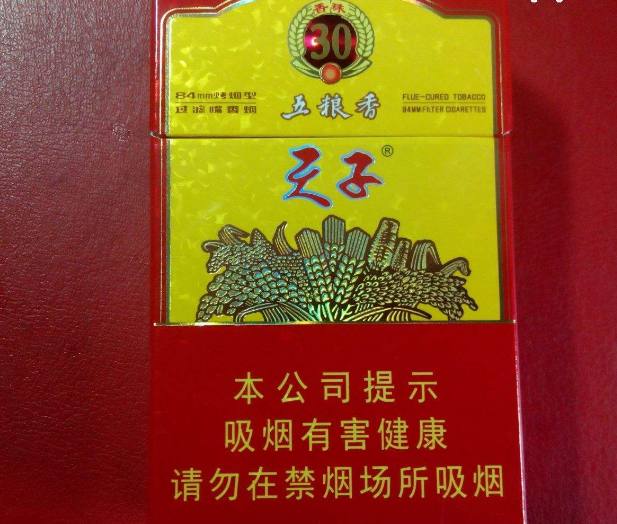 香珠
30
84mm烤烟型
过滤嘴香烟
五粮香
FLUE-CURED TOBACCO
84MM FILTER CIGARETTES
天子®
本公司提示
吸烟有害健康
请勿在禁烟场所吸烟